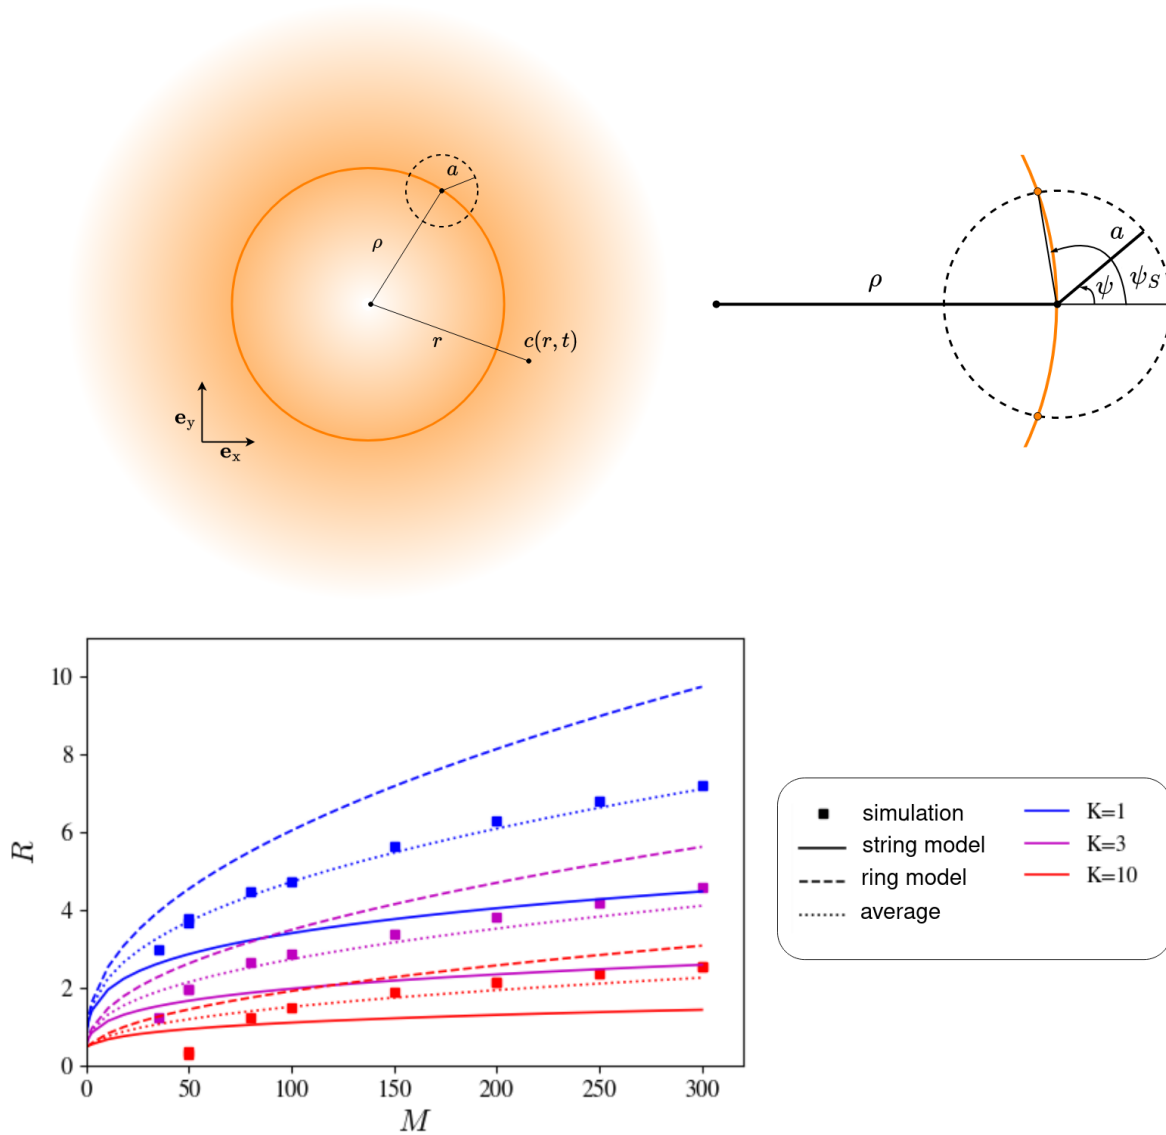 a
ρ
r
c(r, t)
e_y
e_x
ρ
a
ψ
ψ_S
R
10
8
6
4
2
0
0 50 100 150 200 250 300
M
simulation
string model
ring model
average
K=1
K=3
K=10